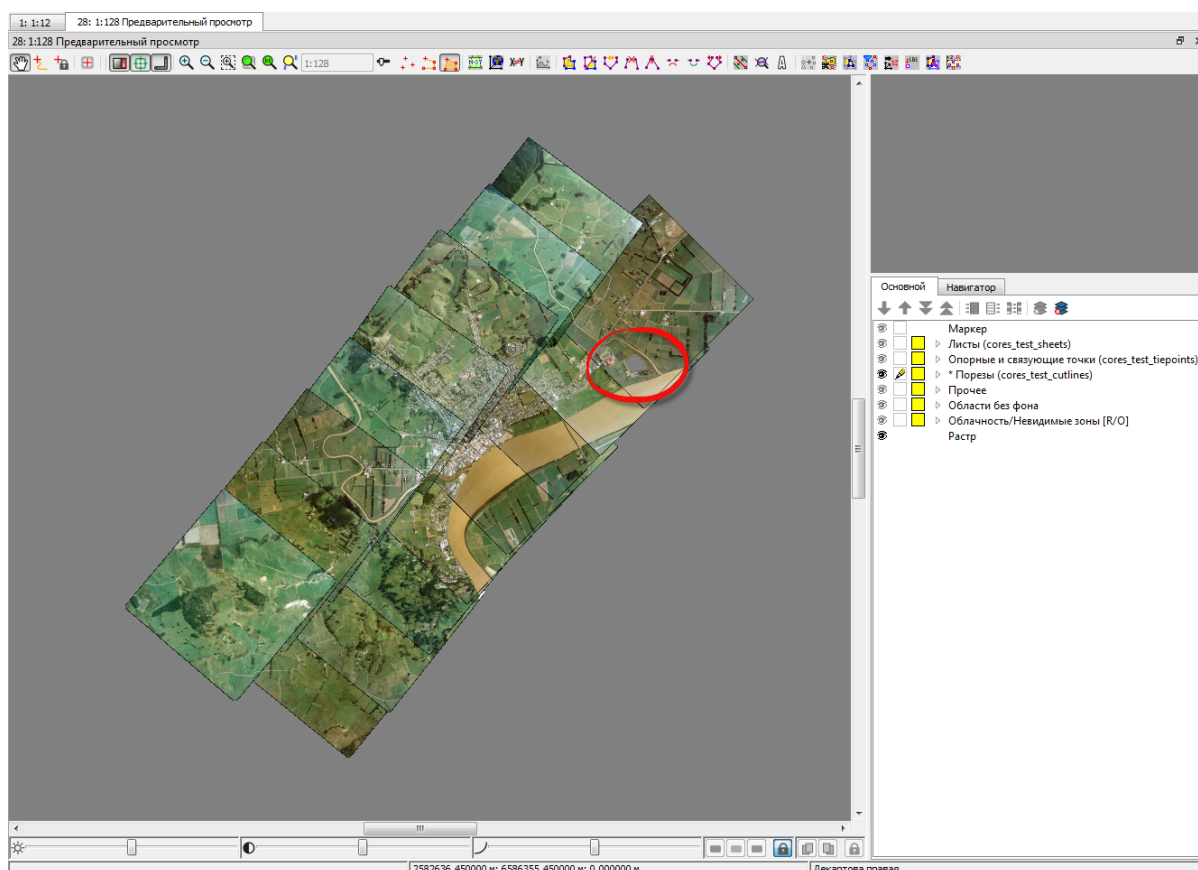 1: 1:12
28: 1:128 Предварительный просмотр
28: 1:128 Предварительный просмотр
1:128
Основной
Навигатор
Маркер
Листы (cores_test_sheets)
Опорные и связующие точки (cores_test_tiepoints)
* Порезы (cores_test_cutlines)
Прочее
Области без фона
Облачность/Невидимые зоны [R/O]
Растр
2582636.450000 м; 6586355.450000 м; 0.000000 м
Декартова правая